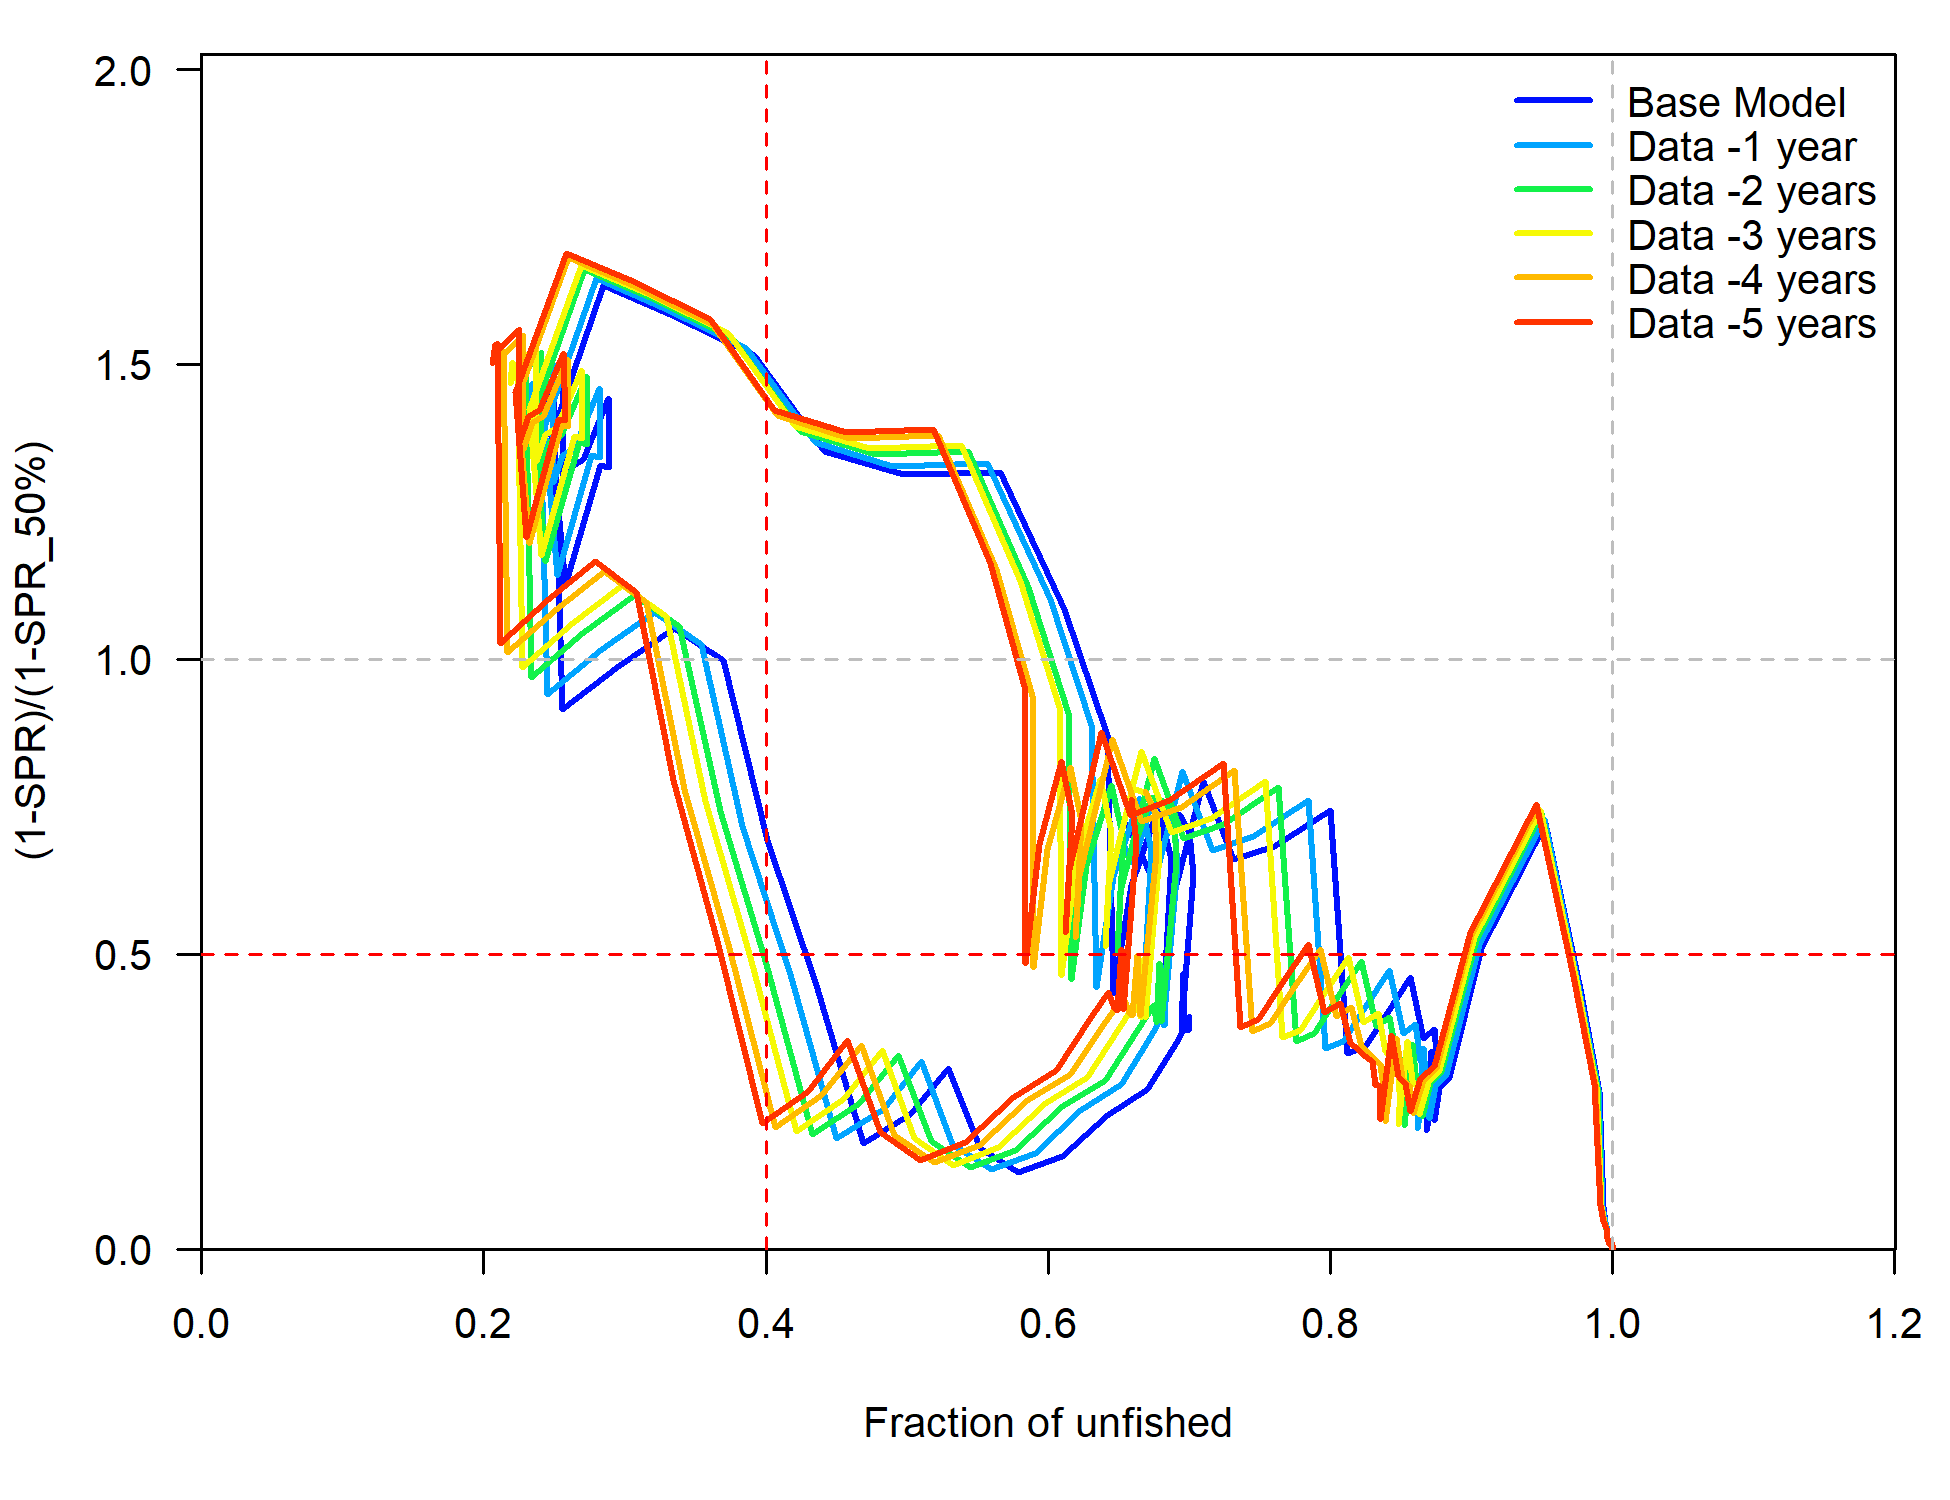 2.0
1.5
1.0
0.5
0.0
(1-SPR)/(1-SPR_50%)
Base Model
Data -1 year
Data -2 years
Data -3 years
Data -4 years
Data -5 years
0.0 0.2 0.4 0.6 0.8 1.0 1.2
Fraction of unfished